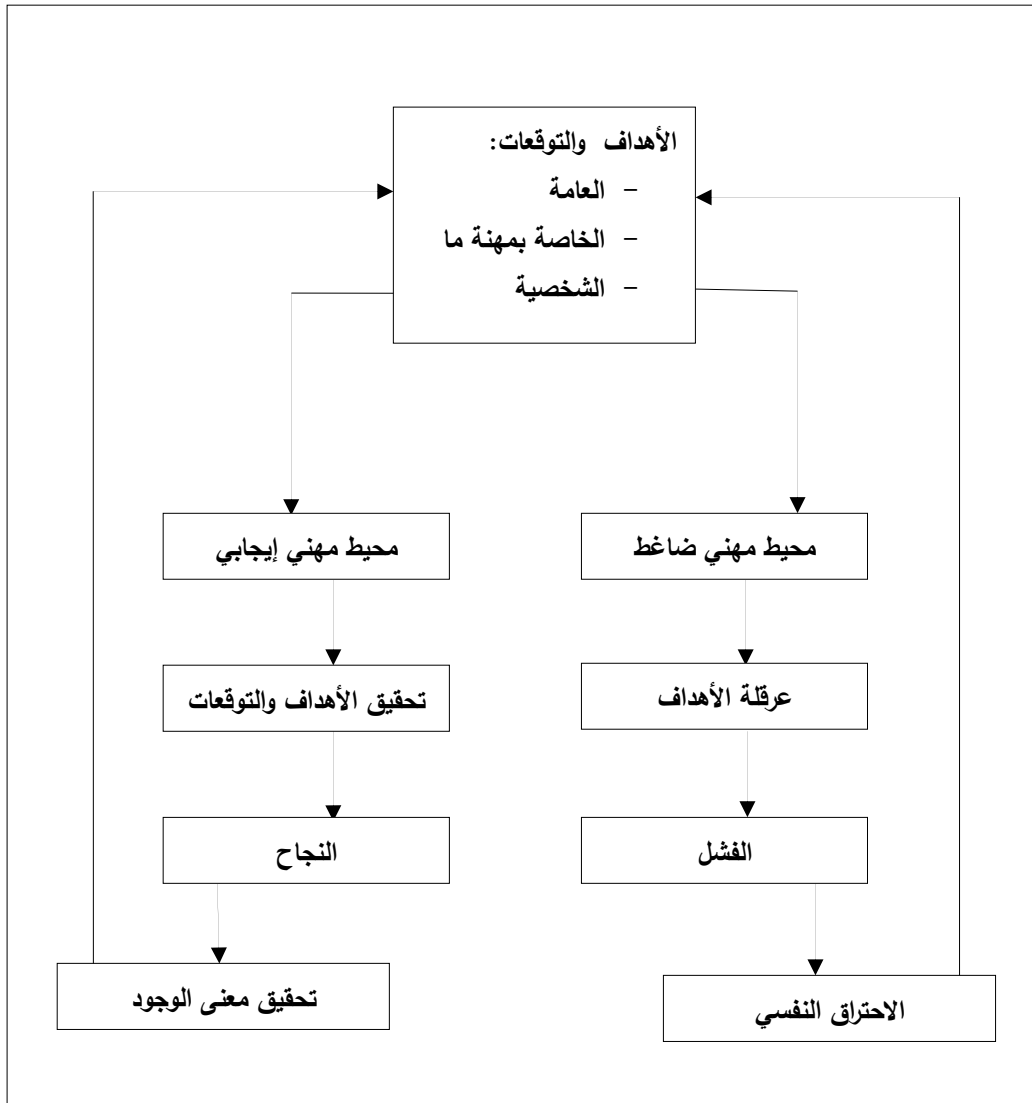 الأهداف والتوقعات:
– العامة
– الخاصة بمهنة ما
– الشخصية
محيط مهني ضاغط
محيط مهني إيجابي
عرقلة الأهداف
تحقيق الأهداف والتوقعات
الفشل
النجاح
الاحتراق النفسي
تحقيق معنى الوجود